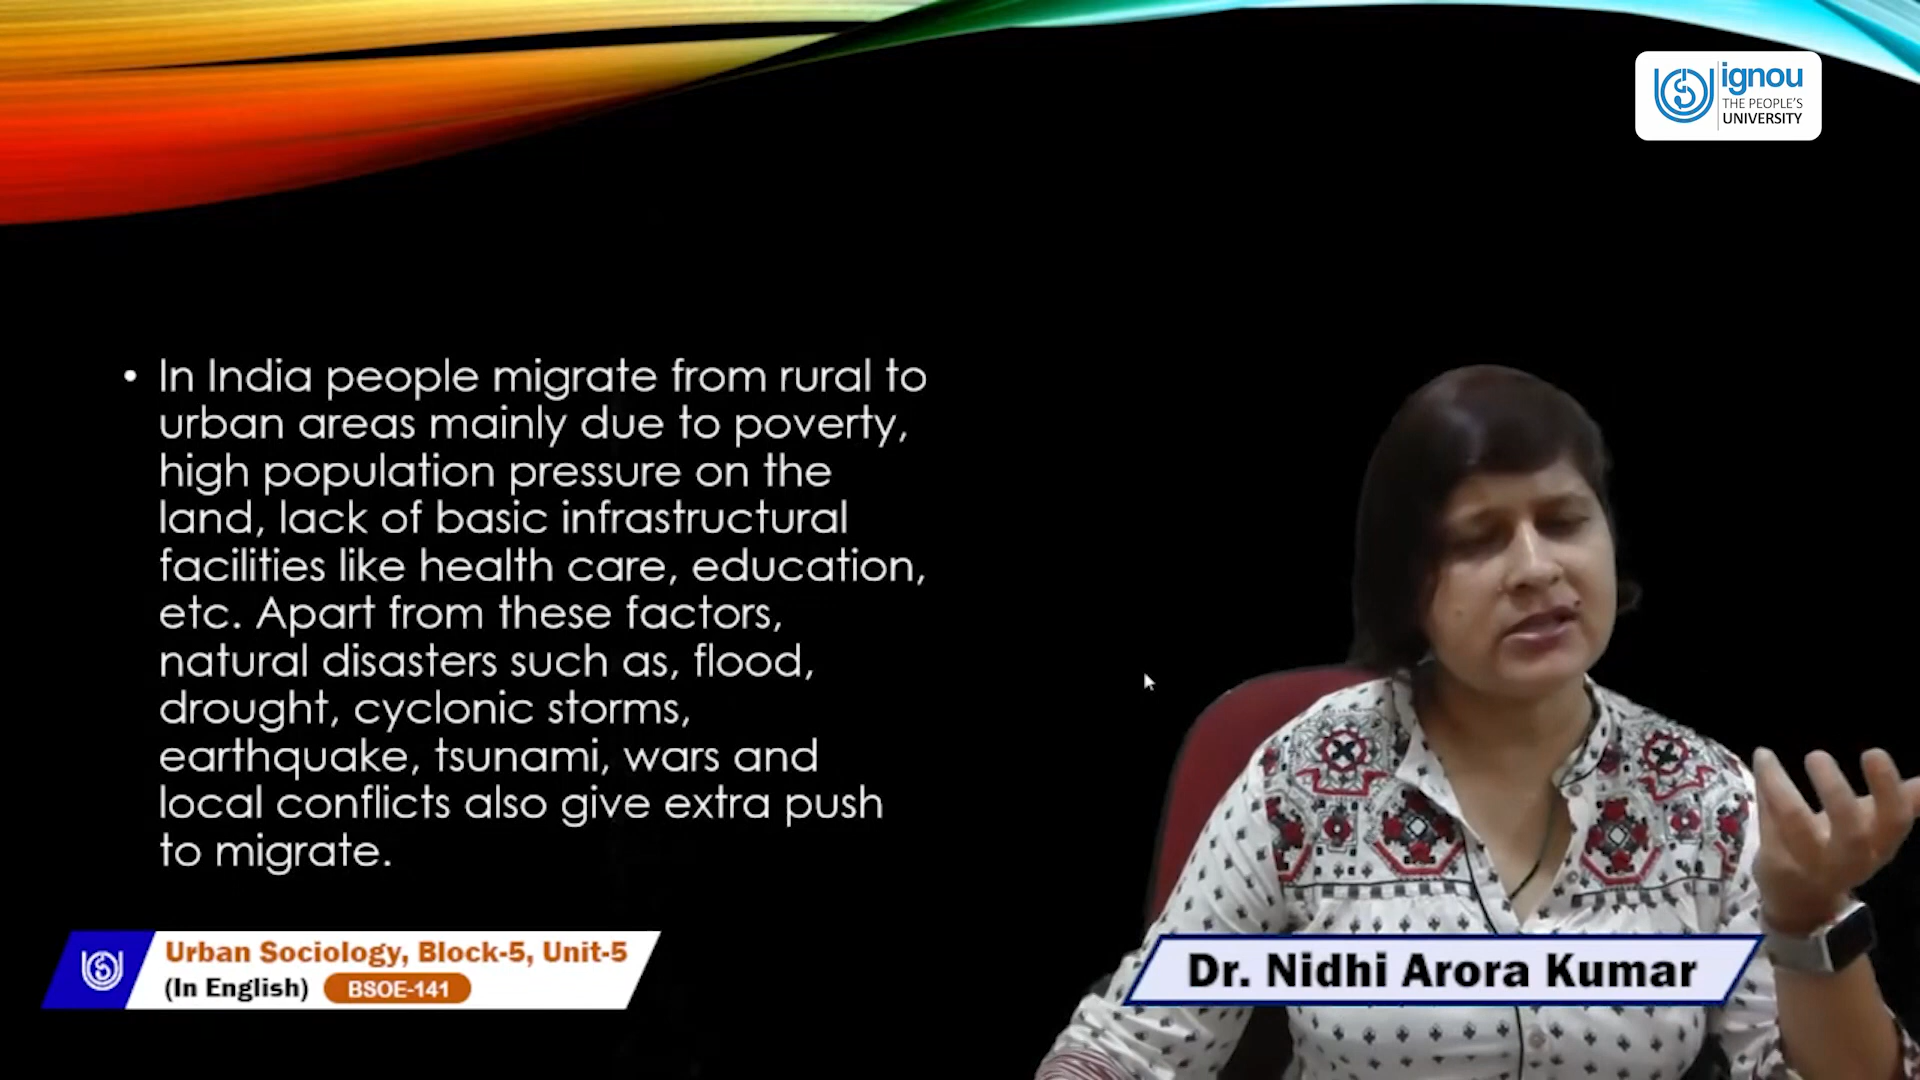 ignou
THE PEOPLE'S
UNIVERSITY
• In India people migrate from rural to
urban areas mainly due to poverty,
high population pressure on the
land, lack of basic infrastructural
facilities like health care, education,
etc. Apart from these factors,
natural disasters such as, flood,
drought, cyclonic storms,
earthquake, tsunami, wars and
local conflicts also give extra push
to migrate.
Urban Sociology, Block-5, Unit-5
(In English) BSOE-141
Dr. Nidhi Arora Kumar